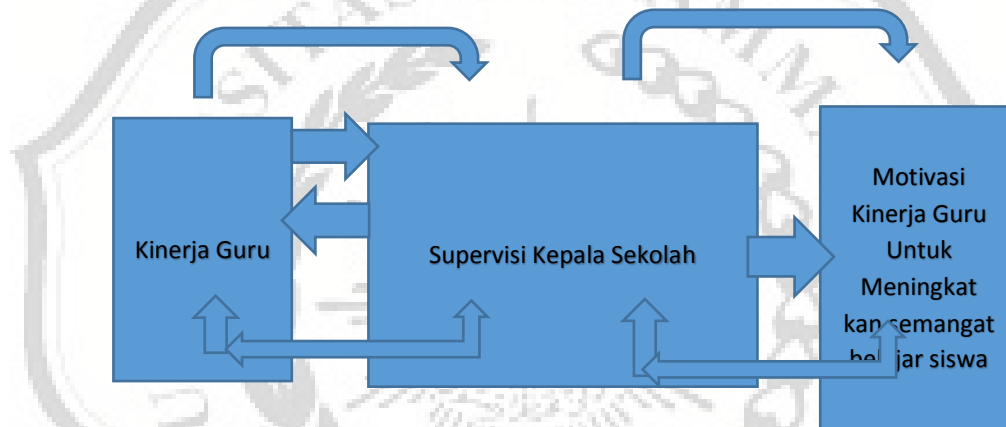 Kinerja Guru
Supervisi Kepala Sekolah
Motivasi
Kinerja Guru
Untuk
Meningkat
kan semangat
belajar siswa